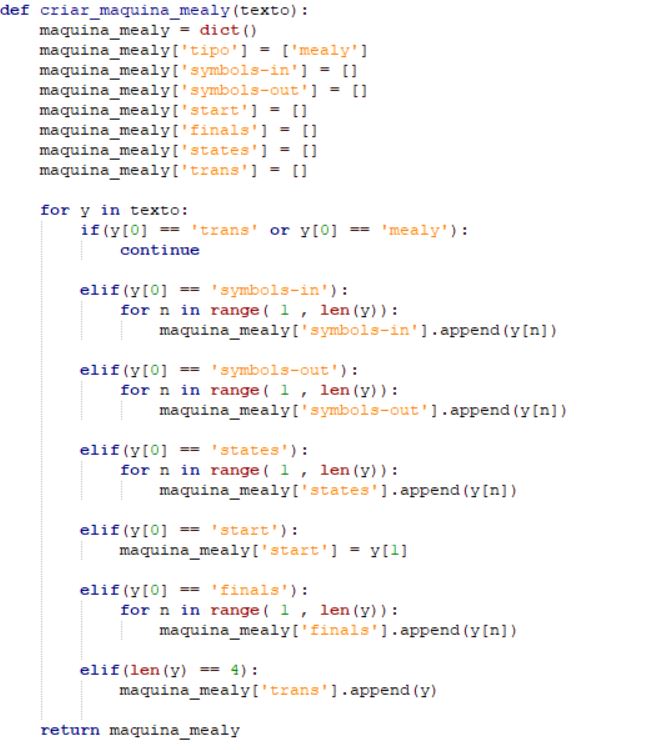 def criar_maquina_mealy(texto):
    maquina_mealy = dict()
    maquina_mealy['tipo'] = ['mealy']
    maquina_mealy['symbols-in'] = []
    maquina_mealy['symbols-out'] = []
    maquina_mealy['start'] = []
    maquina_mealy['finals'] = []
    maquina_mealy['states'] = []
    maquina_mealy['trans'] = []

    for y in texto:
        if(y[0] == 'trans' or y[0] == 'mealy'):
            continue

        elif(y[0] == 'symbols-in'):
            for n in range( 1 , len(y)):
                maquina_mealy['symbols-in'].append(y[n])

        elif(y[0] == 'symbols-out'):
            for n in range( 1 , len(y)):
                maquina_mealy['symbols-out'].append(y[n])

        elif(y[0] == 'states'):
            for n in range( 1 , len(y)):
                maquina_mealy['states'].append(y[n])

        elif(y[0] == 'start'):
            maquina_mealy['start'] = y[1]

        elif(y[0] == 'finals'):
            for n in range( 1 , len(y)):
                maquina_mealy['finals'].append(y[n])

        elif(len(y) == 4):
            maquina_mealy['trans'].append(y)

    return maquina_mealy